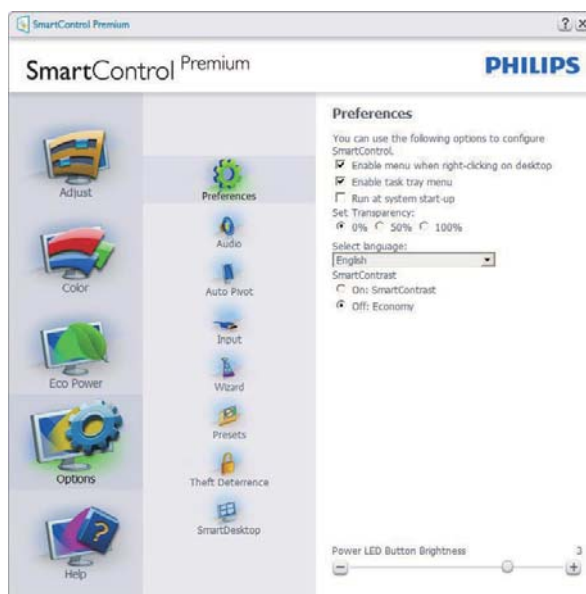 SmartControl Premium
SmartControl Premium
PHILIPS
Adjust
Color
Eco Power
Options
Help
Preferences
Audio
Auto Pivot
Input
Wizard
Presets
Theft Deterrence
SmartDesktop
Preferences
You can use the following options to configure
SmartControl.
Enable menu when right-clicking on desktop
Enable task tray menu
Run at system start-up
Set Transparency:
0% 50% 100%
Select language:
English
SmartContrast
On: SmartContrast
Off: Economy
Power LED Button Brightness 3